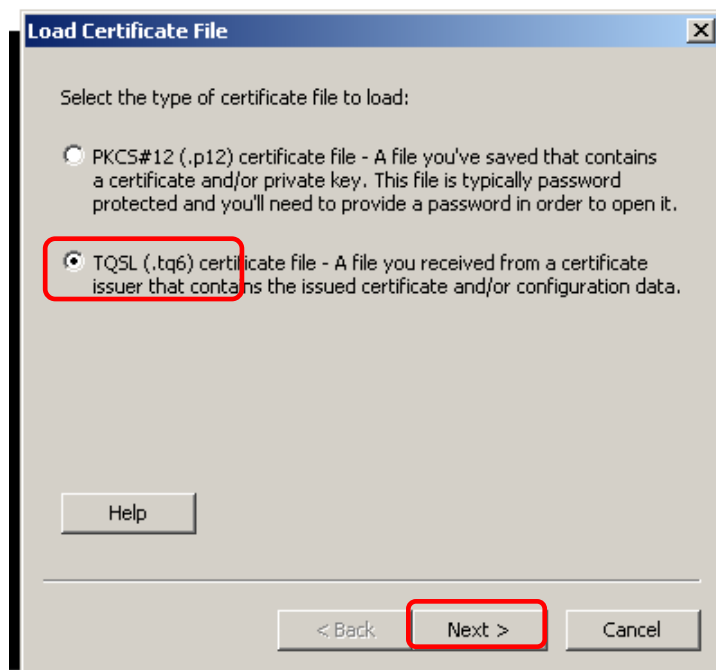 Load Certificate File
Select the type of certificate file to load:
PKCS#12 (.p12) certificate file - A file you've saved that contains
a certificate and/or private key. This file is typically password
protected and you'll need to provide a password in order to open it.
TQSL (.tq6) certificate file - A file you received from a certificate
issuer that contains the issued certificate and/or configuration data.
Help
< Back
Next >
Cancel